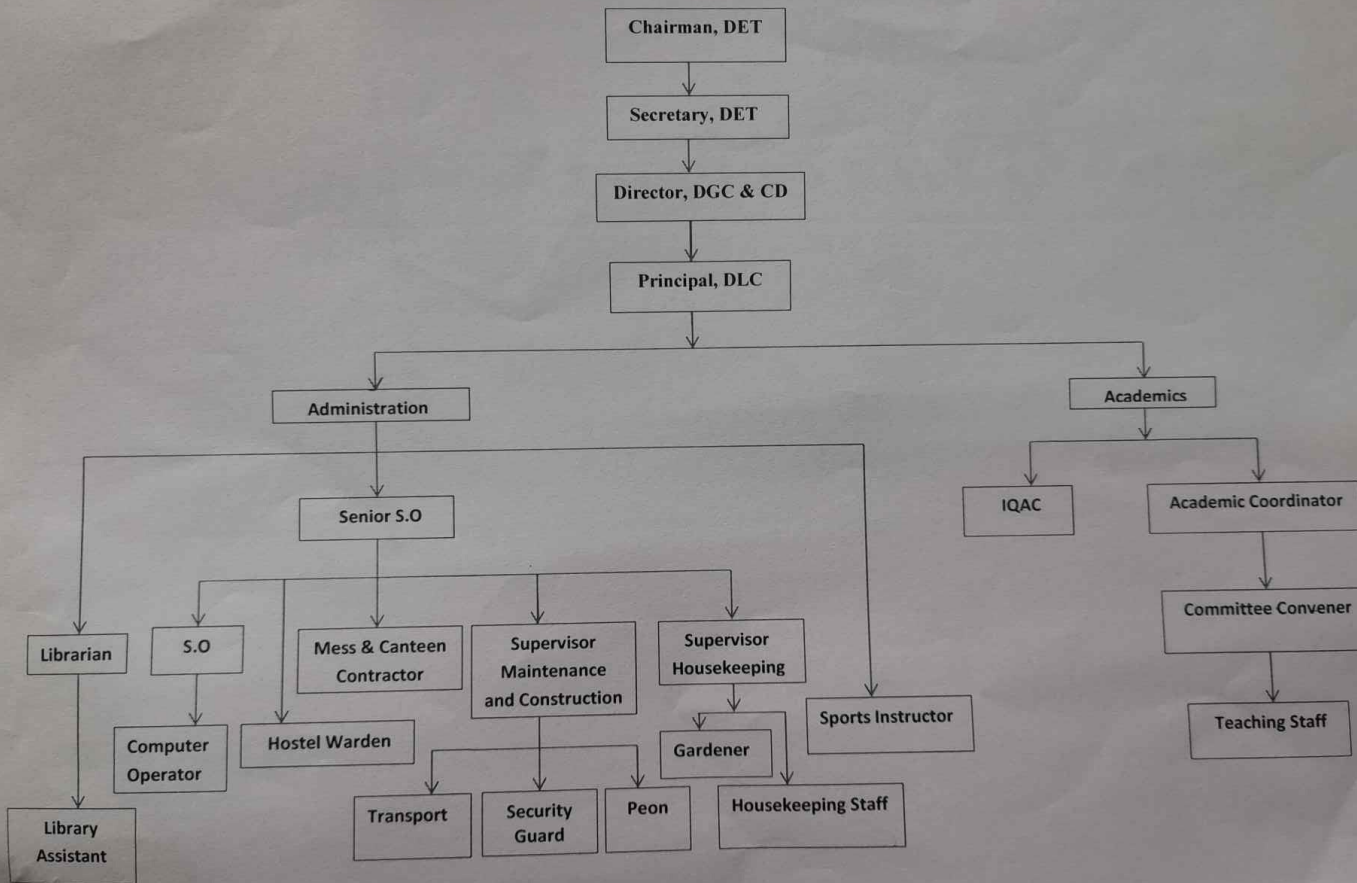 Chairman, DET
Secretary, DET
Director, DGC & CD
Principal, DLC
Administration
Academics
Senior S.O
IQAC
Academic Coordinator
Committee Convener
Librarian
S.O
Mess & Canteen
Contractor
Supervisor
Maintenance
and Construction
Supervisor
Housekeeping
Sports Instructor
Teaching Staff
Computer
Operator
Hostel Warden
Gardener
Transport
Security
Guard
Peon
Housekeeping Staff
Library
Assistant